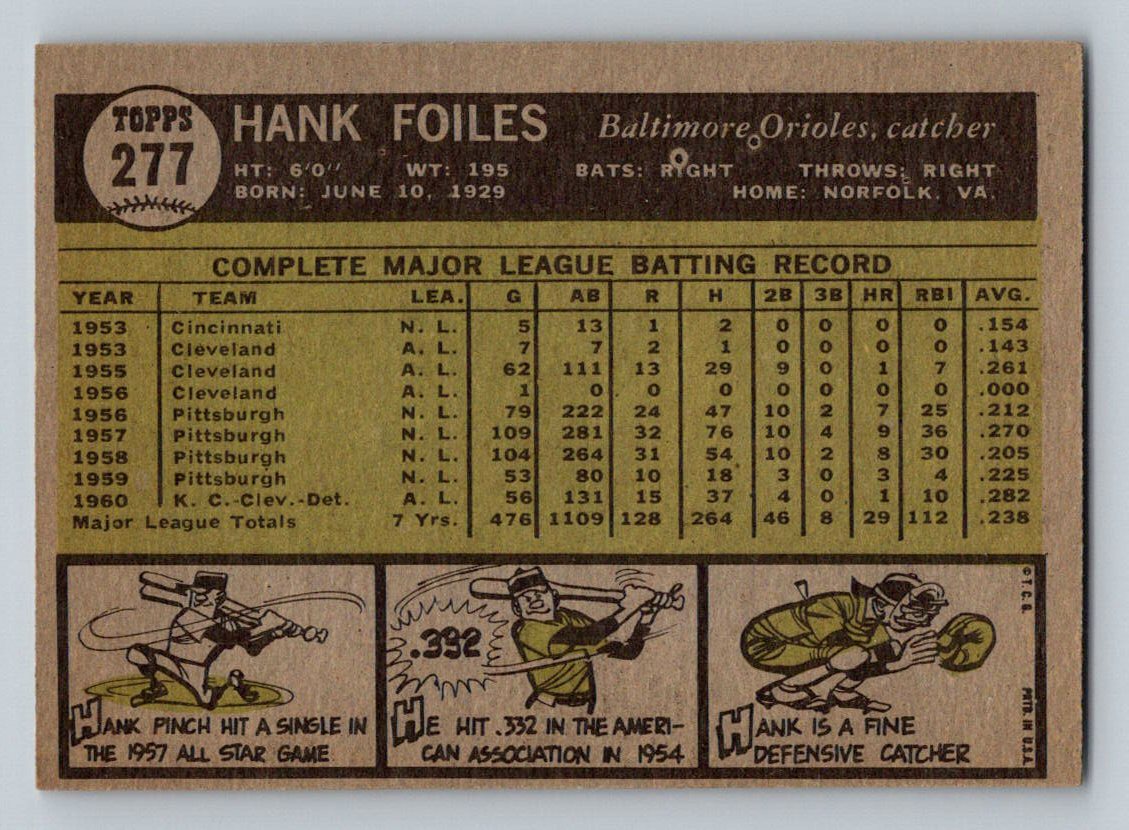 TOPPS
277
HANK FOILES Baltimore Orioles, catcher
HT: 6'0" WT: 195 BATS: RIGHT THROWS: RIGHT
BORN: JUNE 10, 1929 HOME: NORFOLK, VA.
COMPLETE MAJOR LEAGUE BATTING RECORD
YEAR TEAM LEA. G AB R H 2B 3B HR RBI AVG.
1953 Cincinnati N. L. 5 13 1 2 0 0 0 0 .154
1953 Cleveland A. L. 7 7 2 1 0 0 0 0 .143
1955 Cleveland A. L. 62 111 13 29 9 0 1 7 .261
1956 Cleveland A. L. 1 0 0 0 0 0 0 0 .000
1956 Pittsburgh N. L. 79 222 24 47 10 2 7 25 .212
1957 Pittsburgh N. L. 109 281 32 76 10 4 9 36 .270
1958 Pittsburgh N. L. 104 264 31 54 10 2 8 30 .205
1959 Pittsburgh N. L. 53 80 10 18 3 0 3 4 .225
1960 K. C.-Clev.-Det. A. L. 56 131 15 37 4 0 1 10 .282
Major League Totals 7 Yrs. 476 1109 128 264 46 8 29 112 .238
HANK PINCH HIT A SINGLE IN
THE 1957 ALL STAR GAME
.332
HE HIT .332 IN THE AMERI-
CAN ASSOCIATION IN 1954
HANK IS A FINE
DEFENSIVE CATCHER
© T. C. G. PRTD. IN U.S.A.